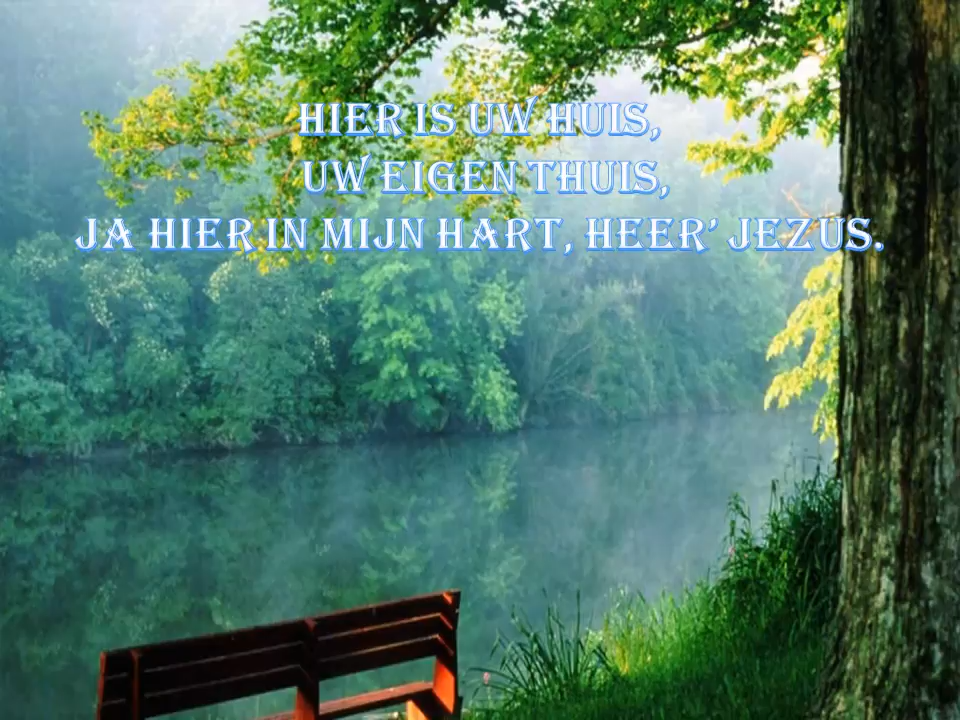 HIER IS UW HUIS,
UW EIGEN THUIS,
JA HIER IN MIJN HART, HEER’ JEZUS.